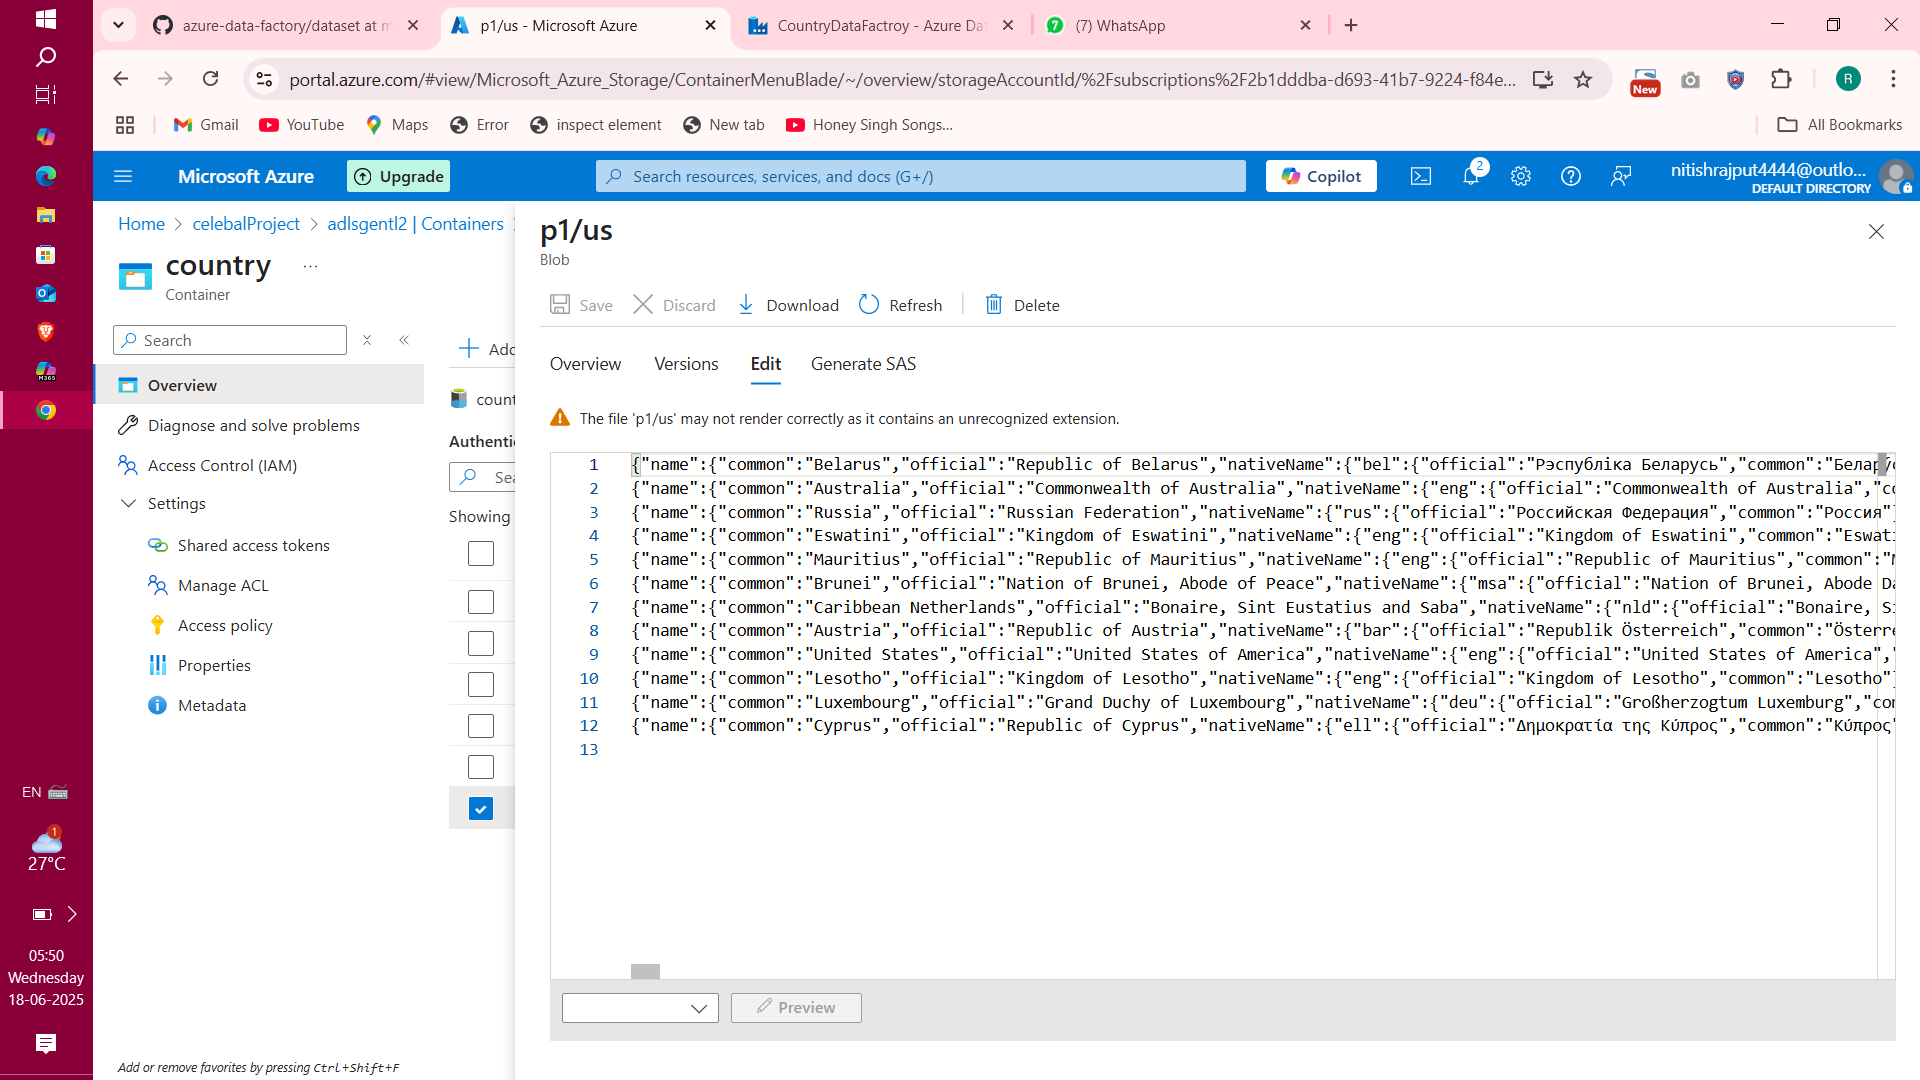 azure-data-factory/dataset at m
p1/us - Microsoft Azure
CountryDataFactroy - Azure Dat
(7) WhatsApp
portal.azure.com/#view/Microsoft_Azure_Storage/ContainerMenuBlade/~/overview/storageAccountId/%2Fsubscriptions%2F2b1dddba-d693-41b7-9224-f84e...
New
R
Gmail
YouTube
Maps
Error
inspect element
New tab
Honey Singh Songs...
All Bookmarks
Microsoft Azure
Upgrade
Search resources, services, and docs (G+/)
Copilot
2
nitishrajput4444@outlo...
DEFAULT DIRECTORY
Home > celebalProject > adlsgentl2 | Containers >
country
...
Container
Search
Overview
Diagnose and solve problems
Access Control (IAM)
Settings
Shared access tokens
Manage ACL
Access policy
Properties
Metadata
Add or remove favorites by pressing Ctrl+Shift+F
Add
count
Authentic
Sea
Showing
p1/us
Blob
Save
Discard
Download
Refresh
Delete
Overview
Versions
Edit
Generate SAS
The file 'p1/us' may not render correctly as it contains an unrecognized extension.
1 {"name":{"common":"Belarus","official":"Republic of Belarus","nativeName":{"bel":{"official":"Рэспубліка Беларусь","common":"Беларус
2 {"name":{"common":"Australia","official":"Commonwealth of Australia","nativeName":{"eng":{"official":"Commonwealth of Australia","co
3 {"name":{"common":"Russia","official":"Russian Federation","nativeName":{"rus":{"official":"Российская Федерация","common":"Россия"}
4 {"name":{"common":"Eswatini","official":"Kingdom of Eswatini","nativeName":{"eng":{"official":"Kingdom of Eswatini","common":"Eswati
5 {"name":{"common":"Mauritius","official":"Republic of Mauritius","nativeName":{"eng":{"official":"Republic of Mauritius","common":"M
6 {"name":{"common":"Brunei","official":"Nation of Brunei, Abode of Peace","nativeName":{"msa":{"official":"Nation of Brunei, Abode Da
7 {"name":{"common":"Caribbean Netherlands","official":"Bonaire, Sint Eustatius and Saba","nativeName":{"nld":{"official":"Bonaire, Si
8 {"name":{"common":"Austria","official":"Republic of Austria","nativeName":{"bar":{"official":"Republik Österreich","common":"Österre
9 {"name":{"common":"United States","official":"United States of America","nativeName":{"eng":{"official":"United States of America","
10 {"name":{"common":"Lesotho","official":"Kingdom of Lesotho","nativeName":{"eng":{"official":"Kingdom of Lesotho","common":"Lesotho"}
11 {"name":{"common":"Luxembourg","official":"Grand Duchy of Luxembourg","nativeName":{"deu":{"official":"Großherzogtum Luxemburg","com
12 {"name":{"common":"Cyprus","official":"Republic of Cyprus","nativeName":{"ell":{"official":"Δημοκρατία της Κύπρος","common":"Κύπρος"
13
Preview
M365
EN
1
27°C
05:50
Wednesday
18-06-2025